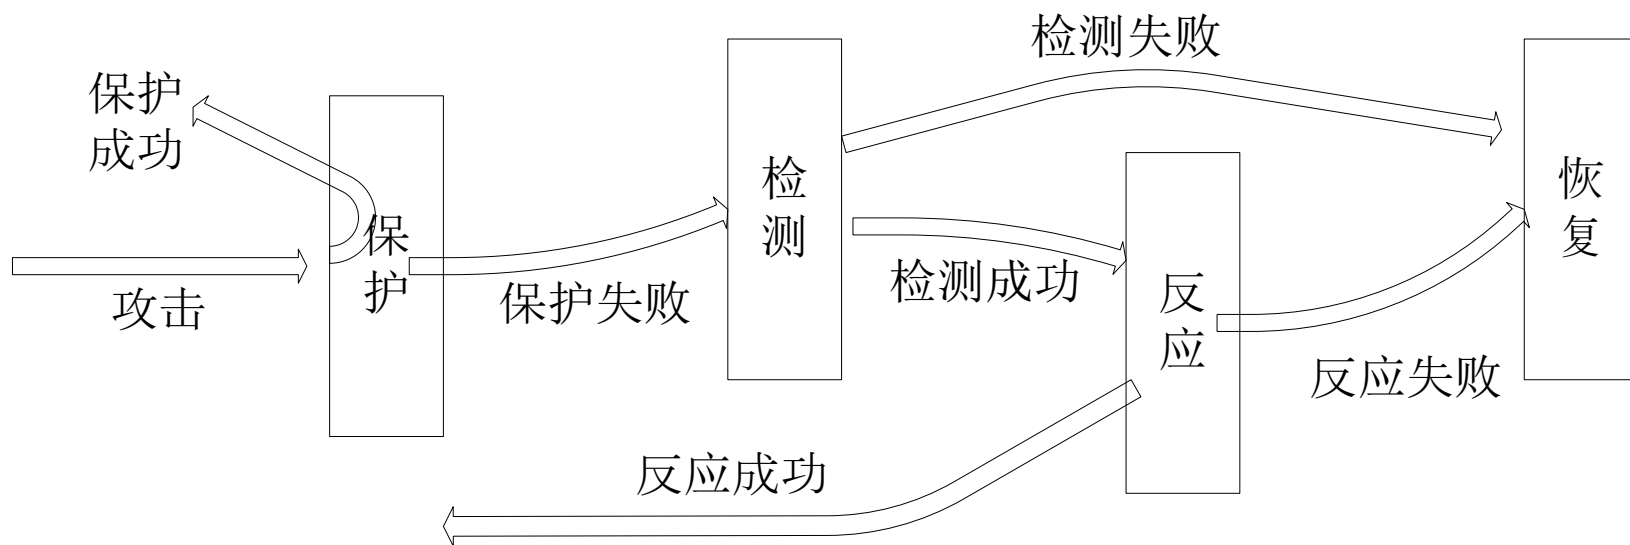 保护
成功
攻击
保
护
保护失败
检
测
检测失败
检测成功
反
应
反应成功
反应失败
恢
复